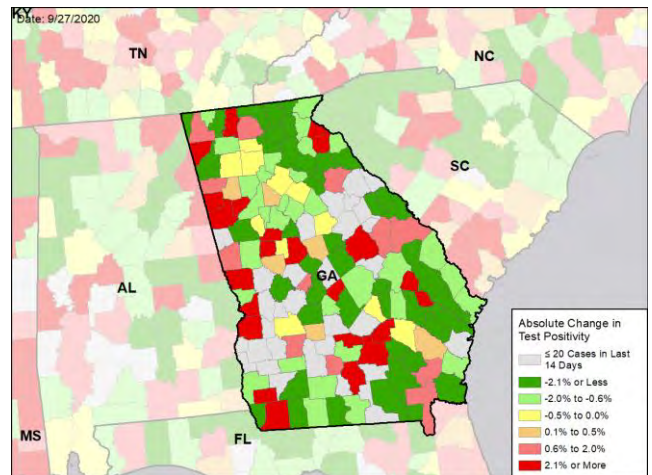 KY
Date: 9/27/2020
TN
NC
SC
AL
GA
MS
FL
Absolute Change in
Test Positivity
≤ 20 Cases in Last
14 Days
-2.1% or Less
-2.0% to -0.6%
-0.5% to 0.0%
0.1% to 0.5%
0.6% to 2.0%
2.1% or More